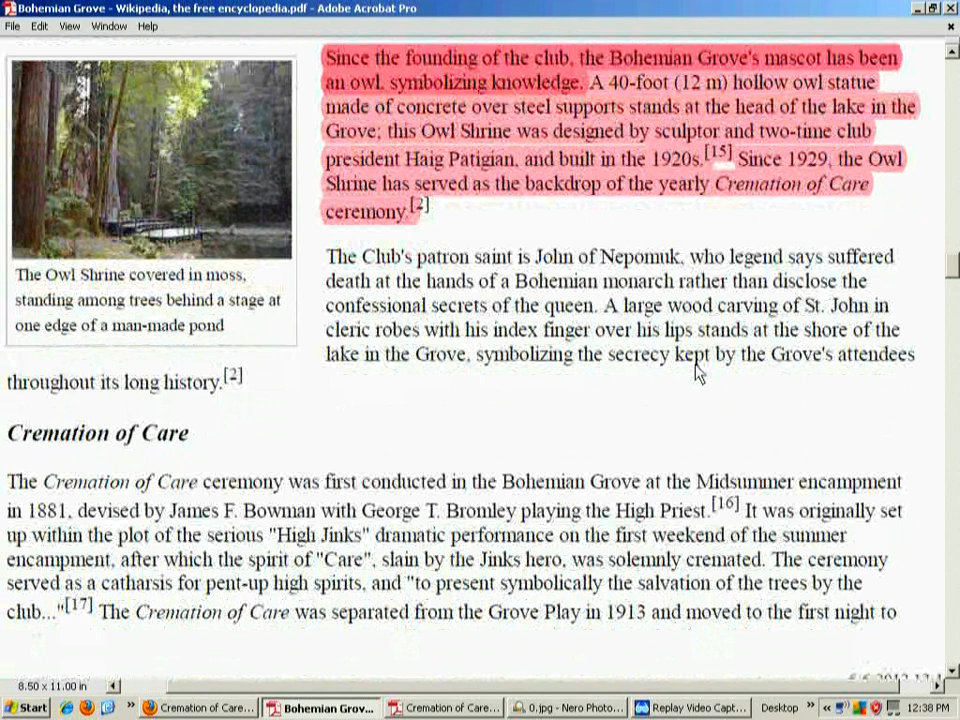 Bohemian Grove - Wikipedia, the free encyclopedia.pdf - Adobe Acrobat Pro
File Edit View Window Help
Since the founding of the club, the Bohemian Grove's mascot has been
an owl, symbolizing knowledge. A 40-foot (12 m) hollow owl statue
made of concrete over steel supports stands at the head of the lake in the
Grove; this Owl Shrine was designed by sculptor and two-time club
president Haig Patigian, and built in the 1920s.[15] Since 1929, the Owl
Shrine has served as the backdrop of the yearly Cremation of Care
ceremony.[2]
The Owl Shrine covered in moss,
standing among trees behind a stage at
one edge of a man-made pond
The Club's patron saint is John of Nepomuk, who legend says suffered
death at the hands of a Bohemian monarch rather than disclose the
confessional secrets of the queen. A large wood carving of St. John in
cleric robes with his index finger over his lips stands at the shore of the
lake in the Grove, symbolizing the secrecy kept by the Grove's attendees
throughout its long history.[2]
Cremation of Care
The Cremation of Care ceremony was first conducted in the Bohemian Grove at the Midsummer encampment
in 1881, devised by James F. Bowman with George T. Bromley playing the High Priest.[16] It was originally set
up within the plot of the serious "High Jinks" dramatic performance on the first weekend of the summer
encampment, after which the spirit of "Care", slain by the Jinks hero, was solemnly cremated. The ceremony
served as a catharsis for pent-up high spirits, and "to present symbolically the salvation of the trees by the
club..."[17] The Cremation of Care was separated from the Grove Play in 1913 and moved to the first night to
8.50 x 11.00 in
Start » Cremation of Care... Bohemian Grov... Cremation of Care... 0.jpg - Nero Photo... Replay Video Capt... Desktop » « 12:38 PM